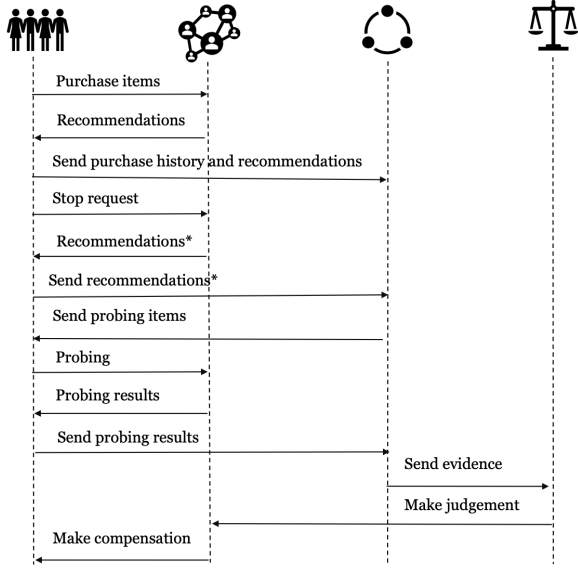 Purchase items
Recommendations
Send purchase history and recommendations
Stop request
Recommendations*
Send recommendations*
Send probing items
Probing
Probing results
Send probing results
Send evidence
Make judgement
Make compensation